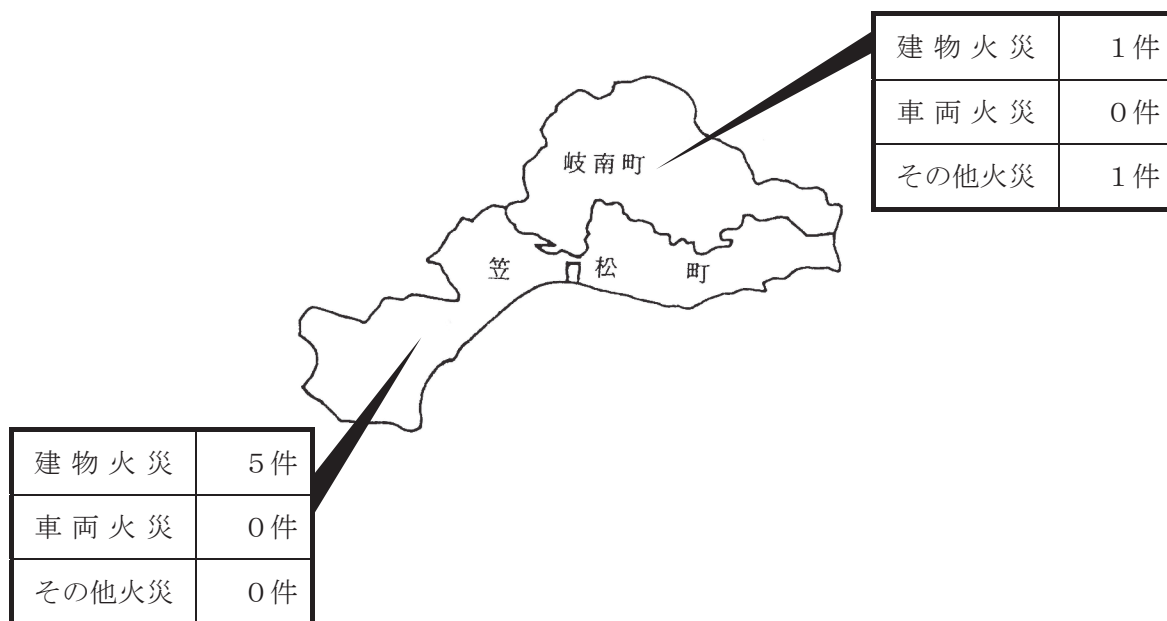 建物火災 1件
車両火災 0件
その他火災 1件
岐南町
笠松町
建物火災 5件
車両火災 0件
その他火災 0件